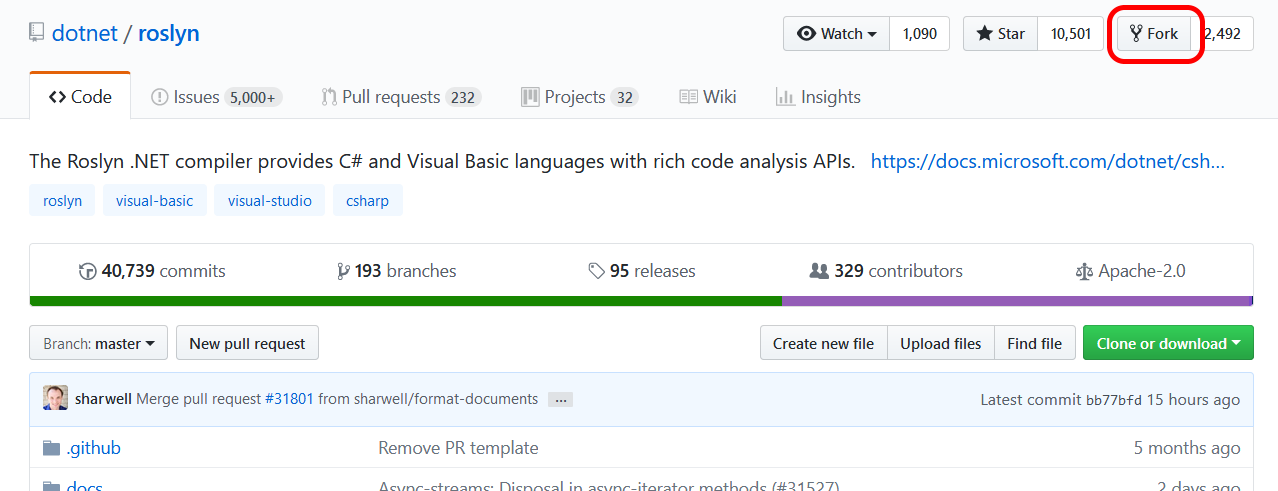 dotnet / roslyn Watch 1,090 Star 10,501 Fork 2,492
Code Issues 5,000+ Pull requests 232 Projects 32 Wiki Insights
The Roslyn .NET compiler provides C# and Visual Basic languages with rich code analysis APIs. https://docs.microsoft.com/dotnet/csh...
roslyn visual-basic visual-studio csharp
40,739 commits 193 branches 95 releases 329 contributors Apache-2.0
Branch: master New pull request Create new file Upload files Find file Clone or download
sharwell Merge pull request #31801 from sharwell/format-documents ... Latest commit bb77bfd 15 hours ago
.github Remove PR template 5 months ago
docs Async-streams: Disposal in async-iterator methods (#31527) 2 days ago